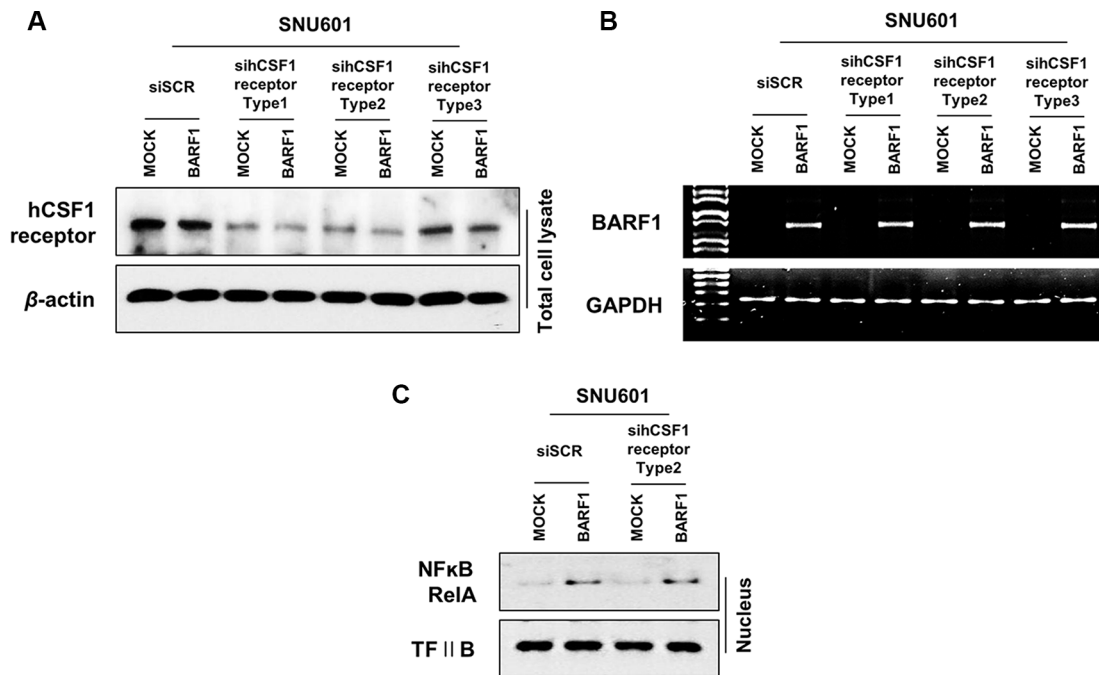 A
SNU601
siSCR
sihCSF1
receptor
Type1
sihCSF1
receptor
Type2
sihCSF1
receptor
Type3
MOCK
BARF1
MOCK
BARF1
MOCK
BARF1
MOCK
BARF1
hCSF1
receptor
β-actin
Total cell lysate
B
SNU601
siSCR
sihCSF1
receptor
Type1
sihCSF1
receptor
Type2
sihCSF1
receptor
Type3
MOCK
BARF1
MOCK
BARF1
MOCK
BARF1
MOCK
BARF1
BARF1
GAPDH
C
SNU601
siSCR
sihCSF1
receptor
Type2
MOCK
BARF1
MOCK
BARF1
NFκB
RelA
TFⅡB
Nucleus